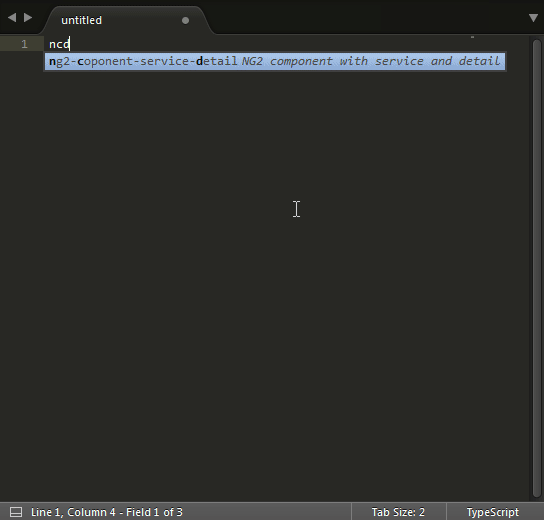 untitled
1 ncd
ng2-coponent-service-detail NG2 component with service and detail
Line 1, Column 4 - Field 1 of 3 Tab Size: 2 TypeScript